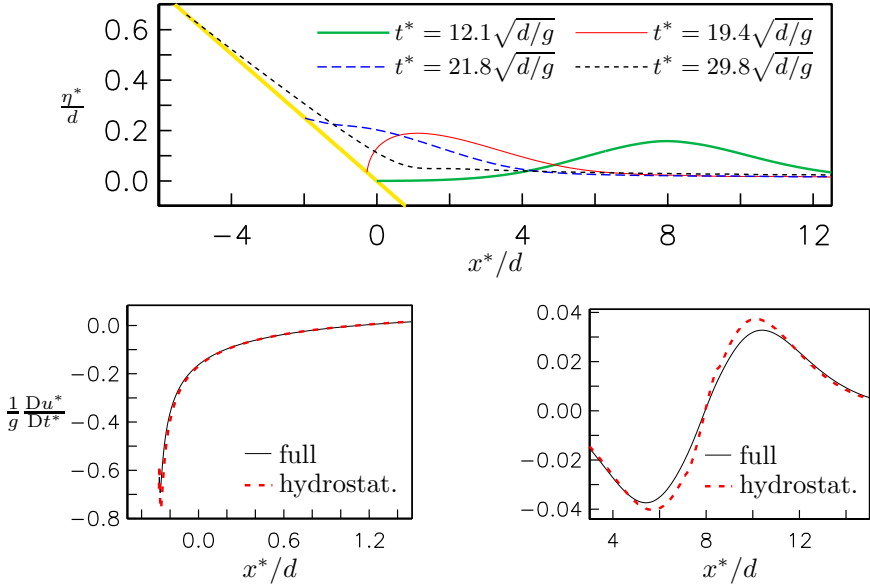 0.6
0.4
0.2
0.0
η*/d
t* = 12.1√d/g
t* = 19.4√d/g
t* = 21.8√d/g
t* = 29.8√d/g
−4
0
4
8
12
x*/d
0.0
−0.2
−0.4
−0.6
−0.8
1/g Du*/Dt*
full
hydrostat.
0.0
0.6
1.2
x*/d
0.04
0.02
0.00
−0.02
−0.04
full
hydrostat.
4
8
12
x*/d